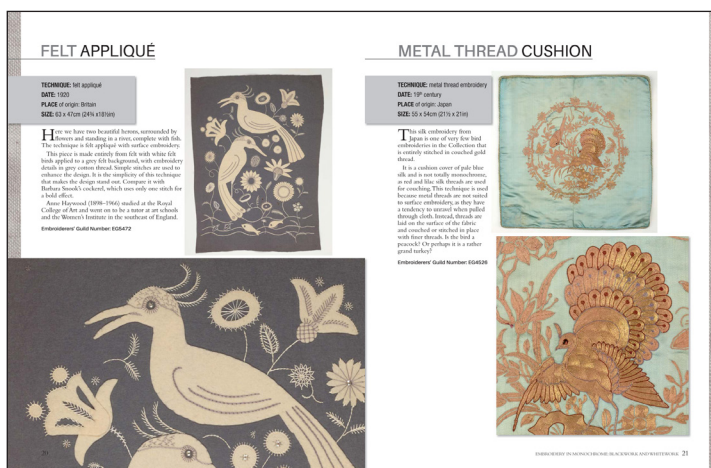 FELT APPLIQUÉ
TECHNIQUE: felt appliqué
DATE: 1920
PLACE of origin: Britain
SIZE: 63 x 47cm (24¾ x18½in)
Here we have two beautiful herons, surrounded by
flowers and standing in a river, complete with fish.
The technique is felt appliqué with surface embroidery.
This piece is made entirely from felt with white felt
birds applied to a grey felt background, with embroidery
details in grey cotton thread. Simple stitches are used to
enhance the design. It is the simplicity of this technique
that makes the design stand out. Compare it with
Barbara Snook's cockerel, which uses only one stitch for
a bold effect.
Anne Haywood (1898–1966) studied at the Royal
College of Art and went on to be a tutor at art schools
and the Women's Institute in the southeast of England.
Embroiderers' Guild Number: EG5472
20
METAL THREAD CUSHION
TECHNIQUE: metal thread embroidery
DATE: 19th century
PLACE of origin: Japan
SIZE: 55 x 54cm (21½ x 21in)
This silk embroidery from
Japan is one of very few bird
embroideries in the Collection that
is entirely stitched in couched gold
thread.
It is a cushion cover of pale blue
silk and is not totally monochrome,
as red and lilac silk threads are used
for couching. This technique is used
because metal threads are not suited
to surface embroidery, as they have
a tendency to unravel when pulled
through cloth. Instead, threads are
laid on the surface of the fabric
and couched or stitched in place
with finer threads. Is the bird a
peacock? Or perhaps it is a rather
grand turkey?
Embroiderers' Guild Number: EG4526
EMBROIDERY IN MONOCHROME: BLACKWORK AND WHITEWORK 21